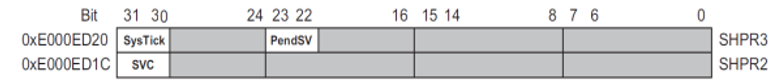 Bit 31 30 24 23 22 16 15 14 8 7 6 0
0xE000ED20 SysTick PendSV SHPR3
0xE000ED1C SVC SHPR2